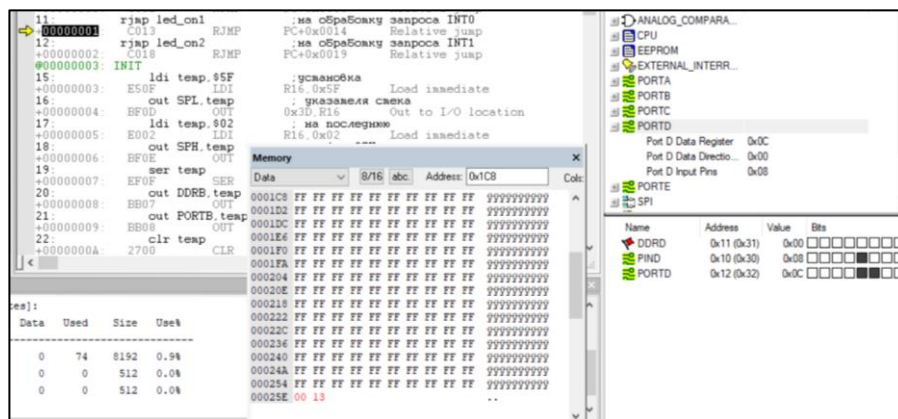 11: rjmp led_on1 ;на обработку запроса INT0
+00000001: C013 RJMP PC+0x0014 Relative jump
12: rjmp led_on2 ;на обработку запроса INT1
+00000002: C018 RJMP PC+0x0019 Relative jump
@00000003: INIT
15: ldi temp,$5F ;установка
+00000003: E50F LDI R16,0x5F Load immediate
16: out SPL,temp ; указателя стека
+00000004: BF0D OUT 0x3D,R16 Out to I/O location
17: ldi temp,$02 ; на последнюю
+00000005: E002 LDI R16,0x02 Load immediate
18: out SPH,temp
+00000006: BF0E OUT
19: ser temp
+00000007: EF0F SER
20: out DDRB,temp
+00000008: BB07 OUT
21: out PORTB,temp
+00000009: BB08 OUT
22: clr temp
+0000000A: 2700 CLR
Memory
Data 8/16 abc. Address: 0x1C8 Cols:
0001C8 FF FF FF FF FF FF FF FF FF FF ÿÿÿÿÿÿÿÿÿÿ
0001D2 FF FF FF FF FF FF FF FF FF FF ÿÿÿÿÿÿÿÿÿÿ
0001DC FF FF FF FF FF FF FF FF FF FF ÿÿÿÿÿÿÿÿÿÿ
0001E6 FF FF FF FF FF FF FF FF FF FF ÿÿÿÿÿÿÿÿÿÿ
0001F0 FF FF FF FF FF FF FF FF FF FF ÿÿÿÿÿÿÿÿÿÿ
0001FA FF FF FF FF FF FF FF FF FF FF ÿÿÿÿÿÿÿÿÿÿ
000204 FF FF FF FF FF FF FF FF FF FF ÿÿÿÿÿÿÿÿÿÿ
00020E FF FF FF FF FF FF FF FF FF FF ÿÿÿÿÿÿÿÿÿÿ
000218 FF FF FF FF FF FF FF FF FF FF ÿÿÿÿÿÿÿÿÿÿ
000222 FF FF FF FF FF FF FF FF FF FF ÿÿÿÿÿÿÿÿÿÿ
00022C FF FF FF FF FF FF FF FF FF FF ÿÿÿÿÿÿÿÿÿÿ
000236 FF FF FF FF FF FF FF FF FF FF ÿÿÿÿÿÿÿÿÿÿ
000240 FF FF FF FF FF FF FF FF FF FF ÿÿÿÿÿÿÿÿÿÿ
00024A FF FF FF FF FF FF FF FF FF FF ÿÿÿÿÿÿÿÿÿÿ
000254 FF FF FF FF FF FF FF FF FF FF ÿÿÿÿÿÿÿÿÿÿ
00025E 00 13 ..
tes]:
Data Used Size Use%
0 74 8192 0.9%
0 0 512 0.0%
0 0 512 0.0%
ANALOG_COMPARA...
CPU
EEPROM
EXTERNAL_INTERR...
PORTA
PORTB
PORTC
PORTD
Port D Data Register 0x0C
Port D Data Directio... 0x00
Port D Input Pins 0x08
PORTE
SPI
Name Address Value Bits
DDRD 0x11 (0x31) 0x00
PIND 0x10 (0x30) 0x08
PORTD 0x12 (0x32) 0x0C